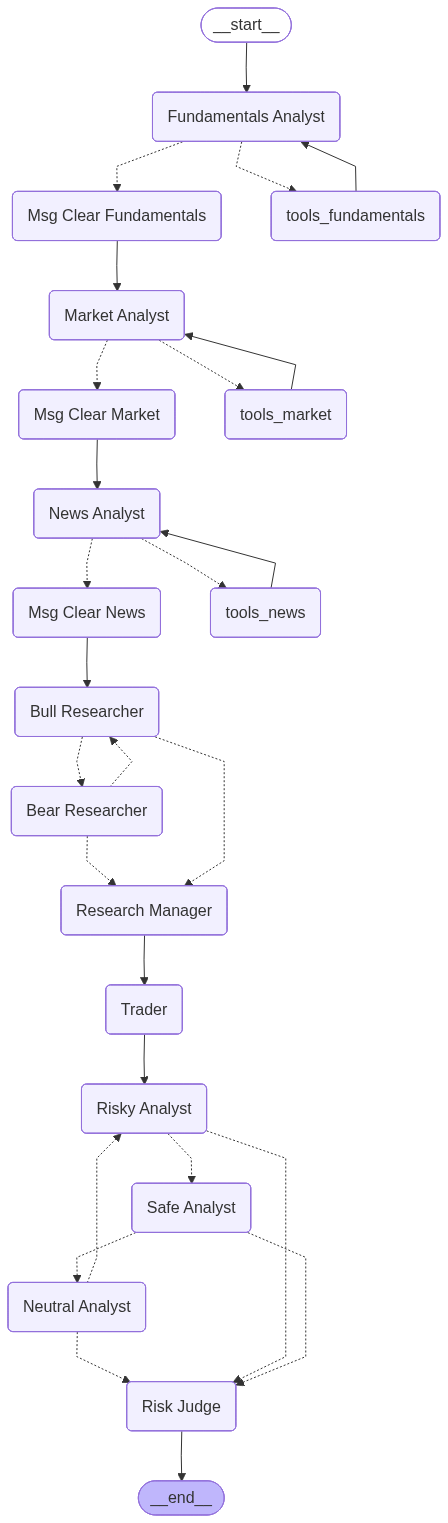 __start__
Fundamentals Analyst
Msg Clear Fundamentals
tools_fundamentals
Market Analyst
Msg Clear Market
tools_market
News Analyst
Msg Clear News
tools_news
Bull Researcher
Bear Researcher
Research Manager
Trader
Risky Analyst
Safe Analyst
Neutral Analyst
Risk Judge
__end__